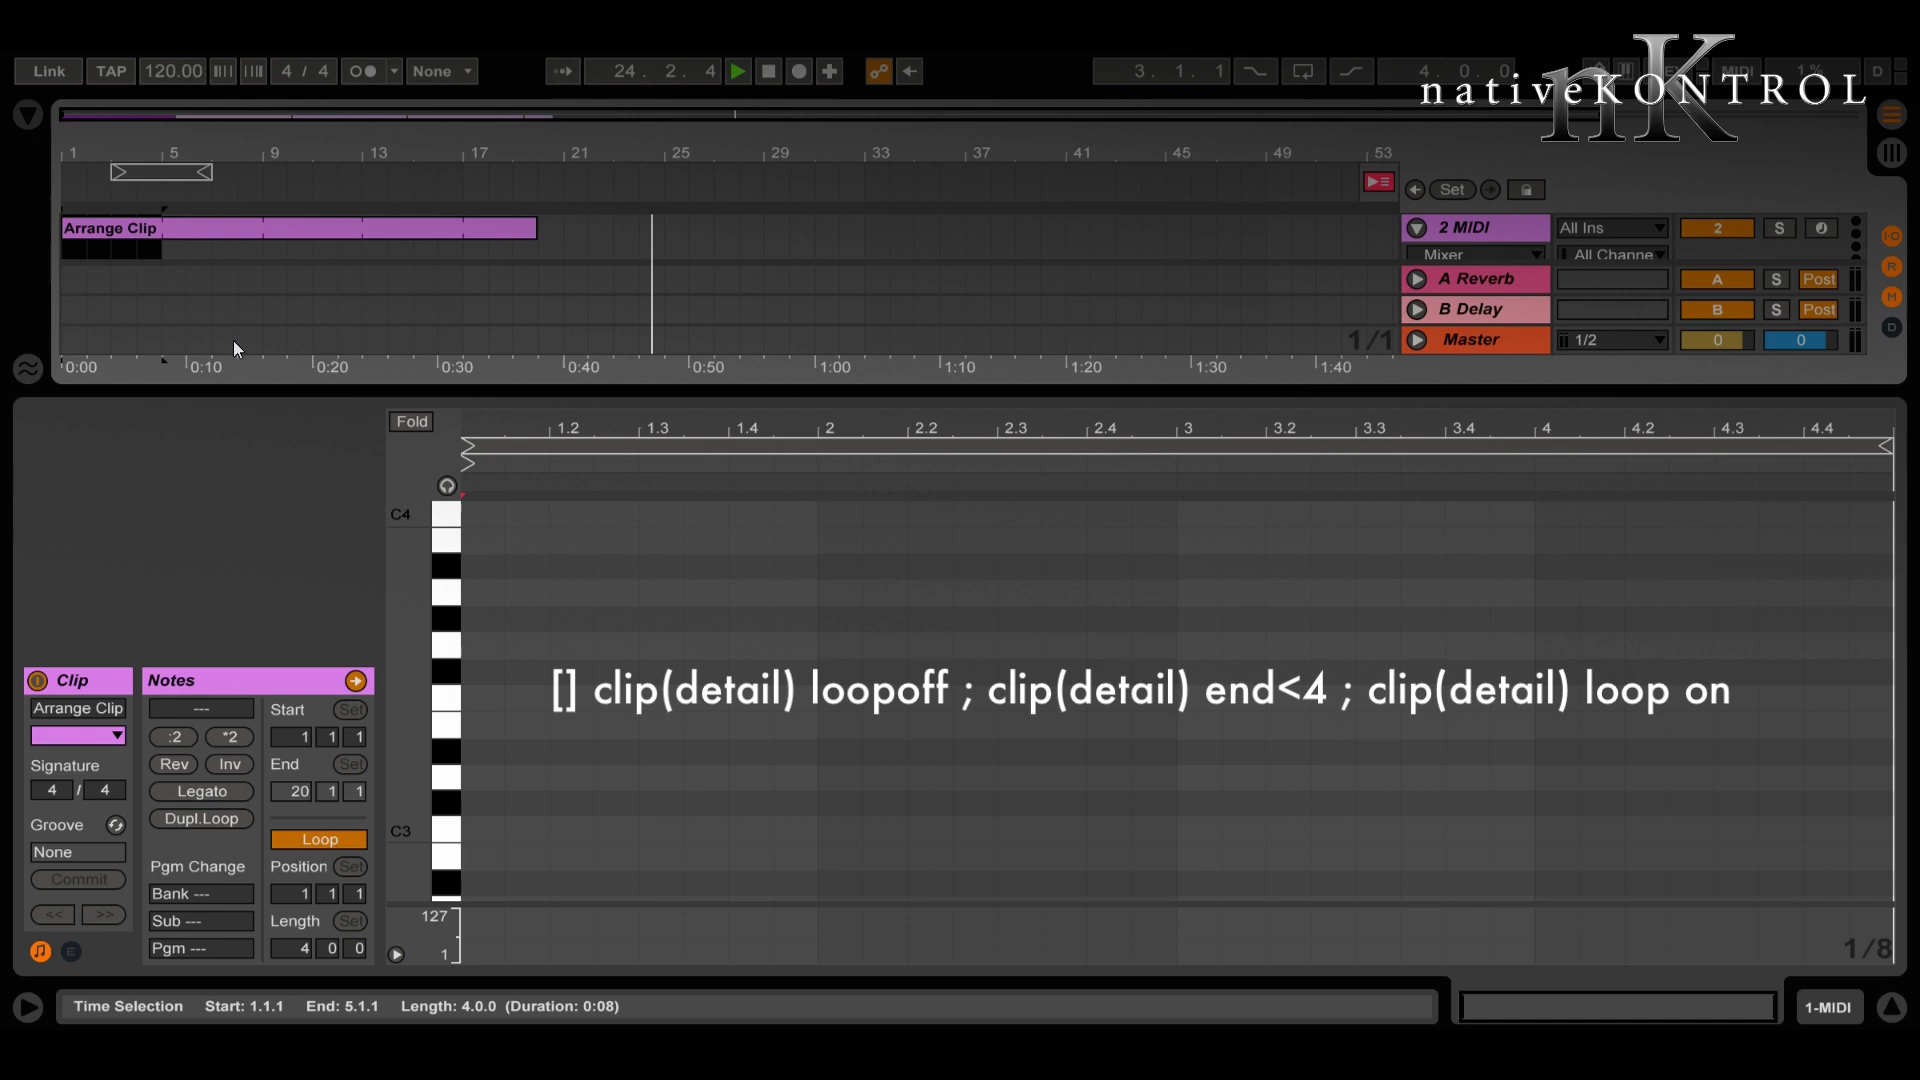 nativeKONTROL
Link TAP 120.00 4 / 4 None 24. 2. 4 3. 1. 1 4. 0. 0 MIDI 1 % D
1 5 9 13 17 21 25 29 33 37 41 45 49 53
Set
Arrange Clip
2 MIDI All Ins 2 S
Mixer All Channe
A Reverb A S Post
B Delay B S Post
1/1 Master 1/2 0 0
0:00 0:10 0:20 0:30 0:40 0:50 1:00 1:10 1:20 1:30 1:40
I-O
R
M
D
Fold
1.2 1.3 1.4 2 2.2 2.3 2.4 3 3.2 3.3 3.4 4 4.2 4.3 4.4
C4
[] clip(detail) loopoff ; clip(detail) end<4 ; clip(detail) loop on
C3
127
1
1/8
Clip
Arrange Clip
Signature
4 / 4
Groove
None
Commit
<< >>
E
Notes
---
:2 *2
Rev Inv
Legato
Dupl.Loop
Pgm Change
Bank ---
Sub ---
Pgm ---
Start Set
1 1 1
End Set
20 1 1
Loop
Position Set
1 1 1
Length Set
4 0 0
Time Selection Start: 1.1.1 End: 5.1.1 Length: 4.0.0 (Duration: 0:08)
1-MIDI